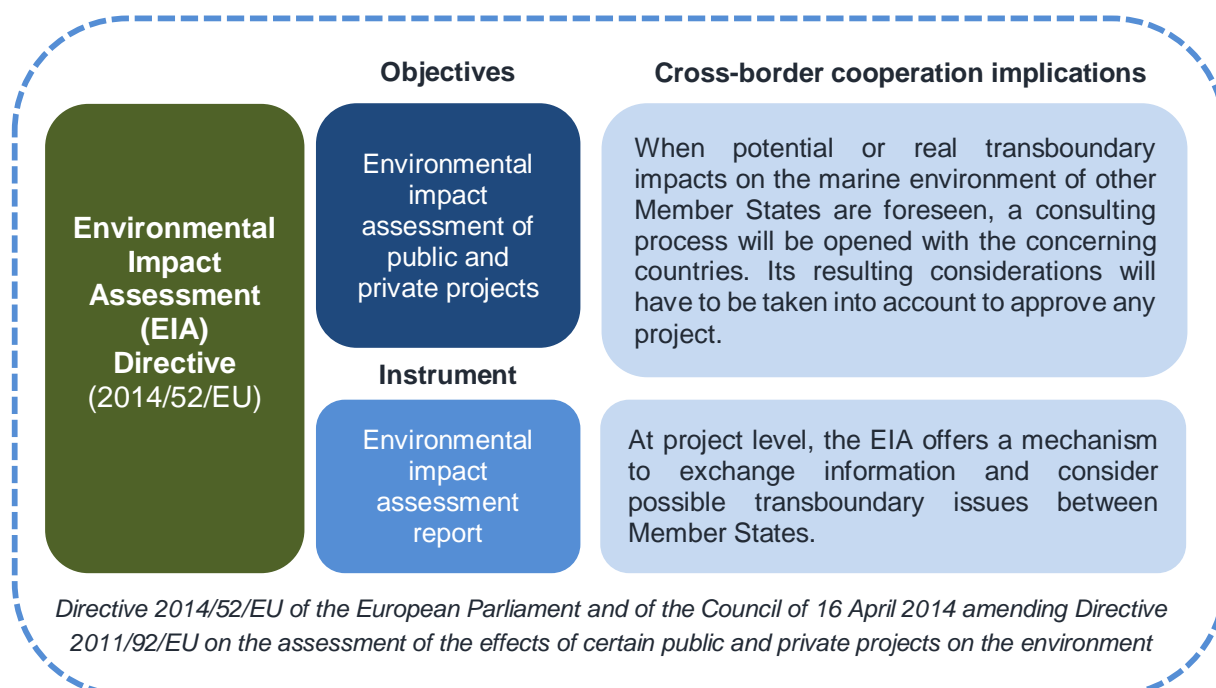 Objectives
Cross-border cooperation implications
Environmental
Impact
Assessment
(EIA)
Directive
(2014/52/EU)
Environmental
impact
assessment of
public and
private projects
When potential or real transboundary
impacts on the marine environment of other
Member States are foreseen, a consulting
process will be opened with the concerning
countries. Its resulting considerations will
have to be taken into account to approve any
project.
Instrument
Environmental
impact
assessment
report
At project level, the EIA offers a mechanism
to exchange information and consider
possible transboundary issues between
Member States.
Directive 2014/52/EU of the European Parliament and of the Council of 16 April 2014 amending Directive
2011/92/EU on the assessment of the effects of certain public and private projects on the environment